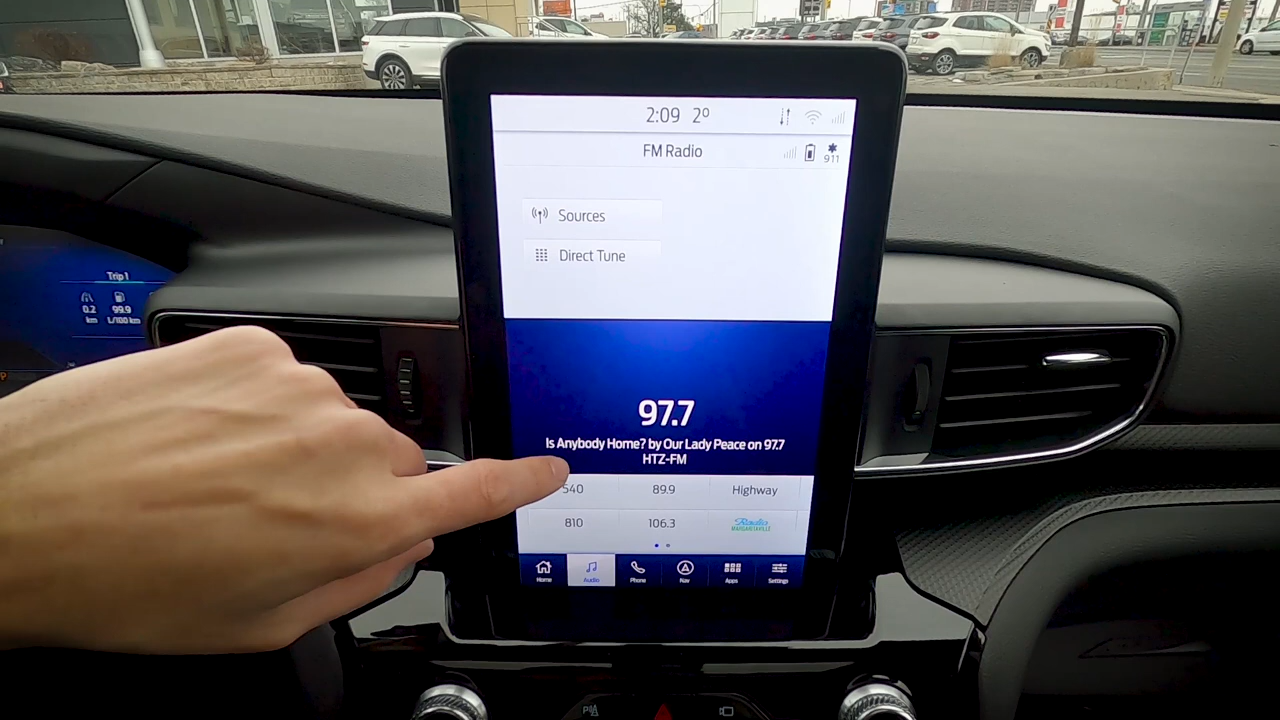 2:09 2°
FM Radio
911
Sources
Direct Tune
Trip 1
0.2 99.9
km L/100 km
97.7
Is Anybody Home? by Our Lady Peace on 97.7
HTZ-FM
540 89.9 Highway
810 106.3 Radio MARGARITAVILLE
Home Audio Phone Nav Apps Settings
P